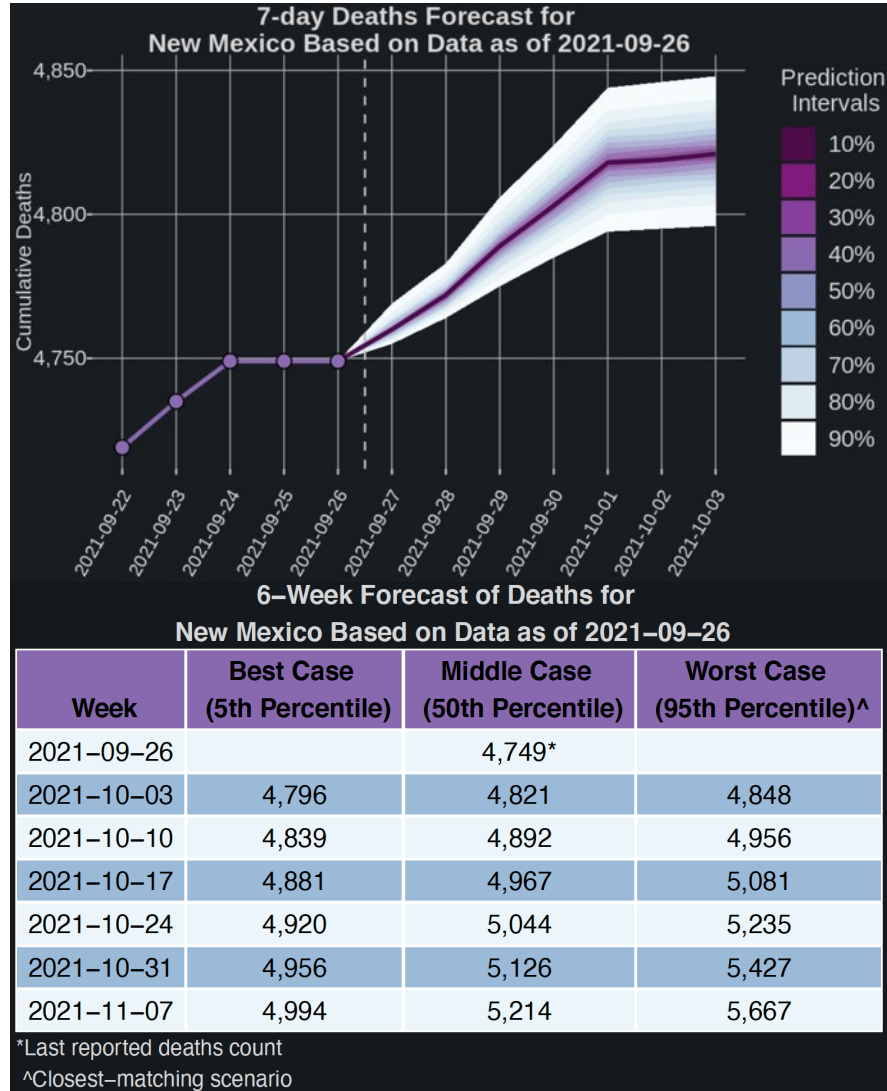 7-day Deaths Forecast for
New Mexico Based on Data as of 2021-09-26
4,850
4,800
4,750
Cumulative Deaths
2021-09-22
2021-09-23
2021-09-24
2021-09-25
2021-09-26
2021-09-27
2021-09-28
2021-09-29
2021-09-30
2021-10-01
2021-10-02
2021-10-03
Prediction
Intervals
10%
20%
30%
40%
50%
60%
70%
80%
90%
6–Week Forecast of Deaths for
New Mexico Based on Data as of 2021–09–26
Best Case Middle Case Worst Case
Week (5th Percentile) (50th Percentile) (95th Percentile)^
2021–09–26 4,749*
2021–10–03 4,796 4,821 4,848
2021–10–10 4,839 4,892 4,956
2021–10–17 4,881 4,967 5,081
2021–10–24 4,920 5,044 5,235
2021–10–31 4,956 5,126 5,427
2021–11–07 4,994 5,214 5,667
*Last reported deaths count
^Closest–matching scenario